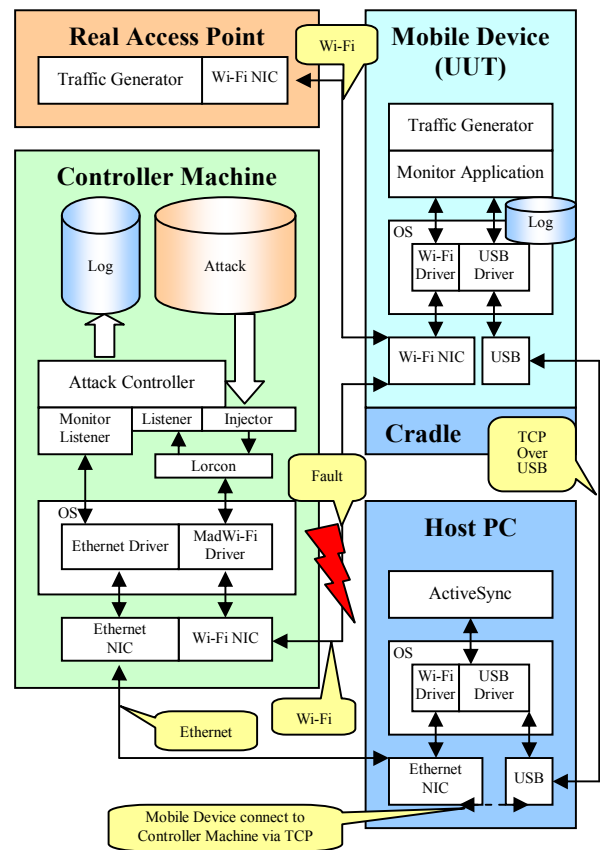 Real Access Point
Traffic Generator
Wi-Fi NIC
Wi-Fi
Mobile Device
(UUT)
Traffic Generator
Monitor Application
Log
OS
Wi-Fi
Driver
USB
Driver
Wi-Fi NIC
USB
Cradle
TCP
Over
USB
Controller Machine
Log
Attack
Attack Controller
Monitor
Listener
Listener
Injector
Lorcon
OS
Ethernet Driver
MadWi-Fi
Driver
Ethernet
NIC
Wi-Fi NIC
Fault
Wi-Fi
Ethernet
Host PC
ActiveSync
OS
Wi-Fi
Driver
USB
Driver
Ethernet
NIC
USB
Mobile Device connect to
Controller Machine via TCP